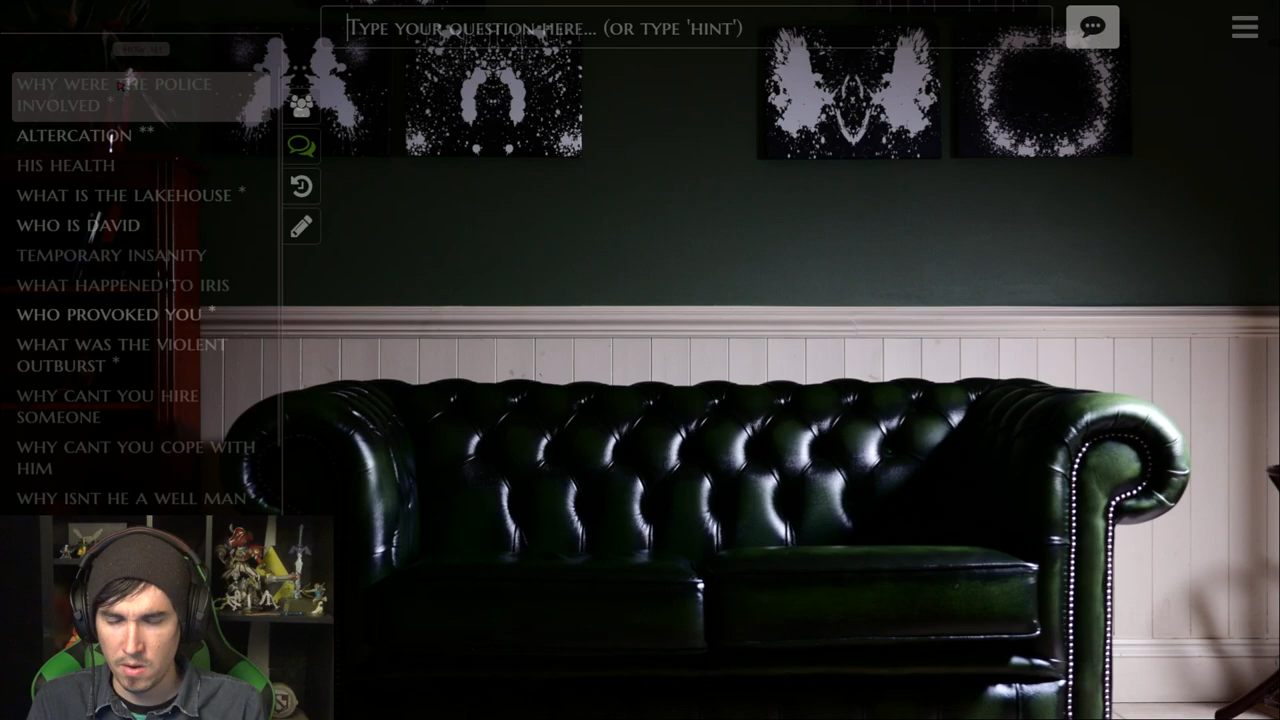 Type your question here... (or type 'hint')
WHY WERE THE POLICE
INVOLVED *
ALTERCATION **
HIS HEALTH
WHAT IS THE LAKEHOUSE *
WHO IS DAVID
TEMPORARY INSANITY
WHAT HAPPENED TO IRIS
WHO PROVOKED YOU *
WHAT WAS THE VIOLENT
OUTBURST *
WHY CANT YOU HIRE
SOMEONE
WHY CANT YOU COPE WITH
HIM
WHY ISNT HE A WELL MAN